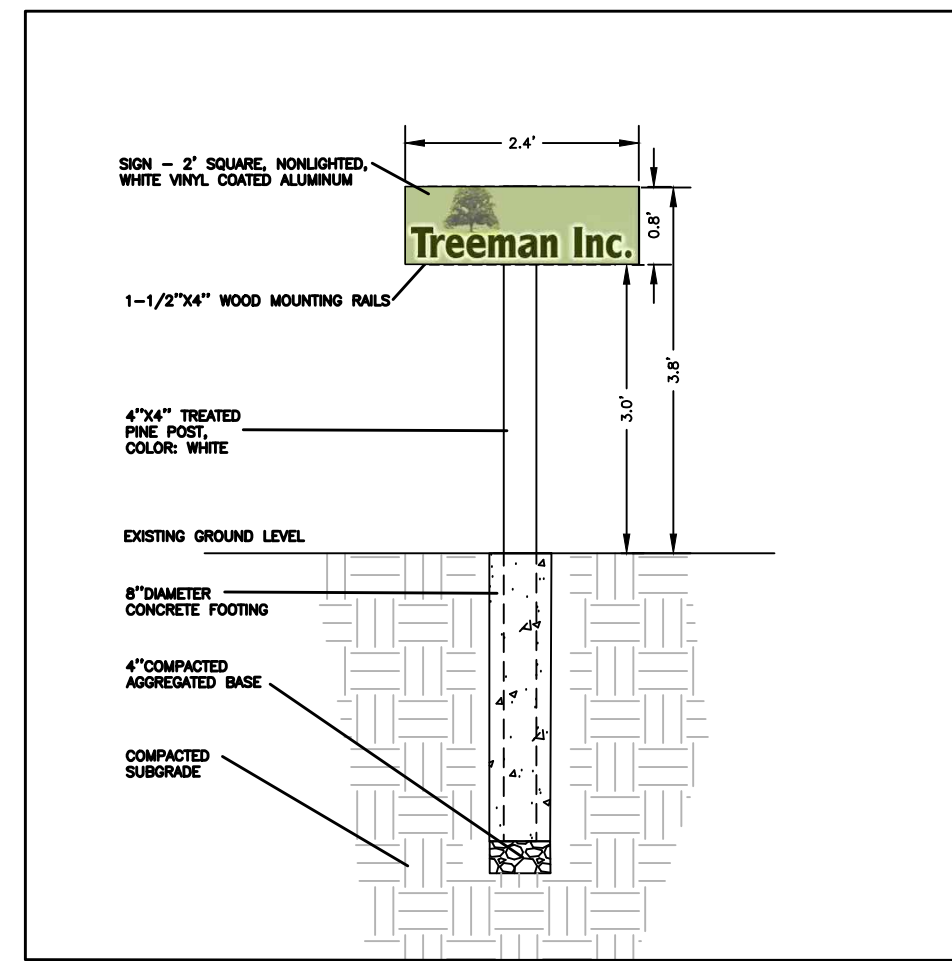 2.4'
SIGN - 2' SQUARE, NONLIGHTED,
WHITE VINYL COATED ALUMINUM
0.8'
Treeman Inc.
1-1/2"X4" WOOD MOUNTING RAILS
3.8'
3.0'
4"X4" TREATED
PINE POST,
COLOR: WHITE
EXISTING GROUND LEVEL
8"DIAMETER
CONCRETE FOOTING
4"COMPACTED
AGGREGATED BASE
COMPACTED
SUBGRADE